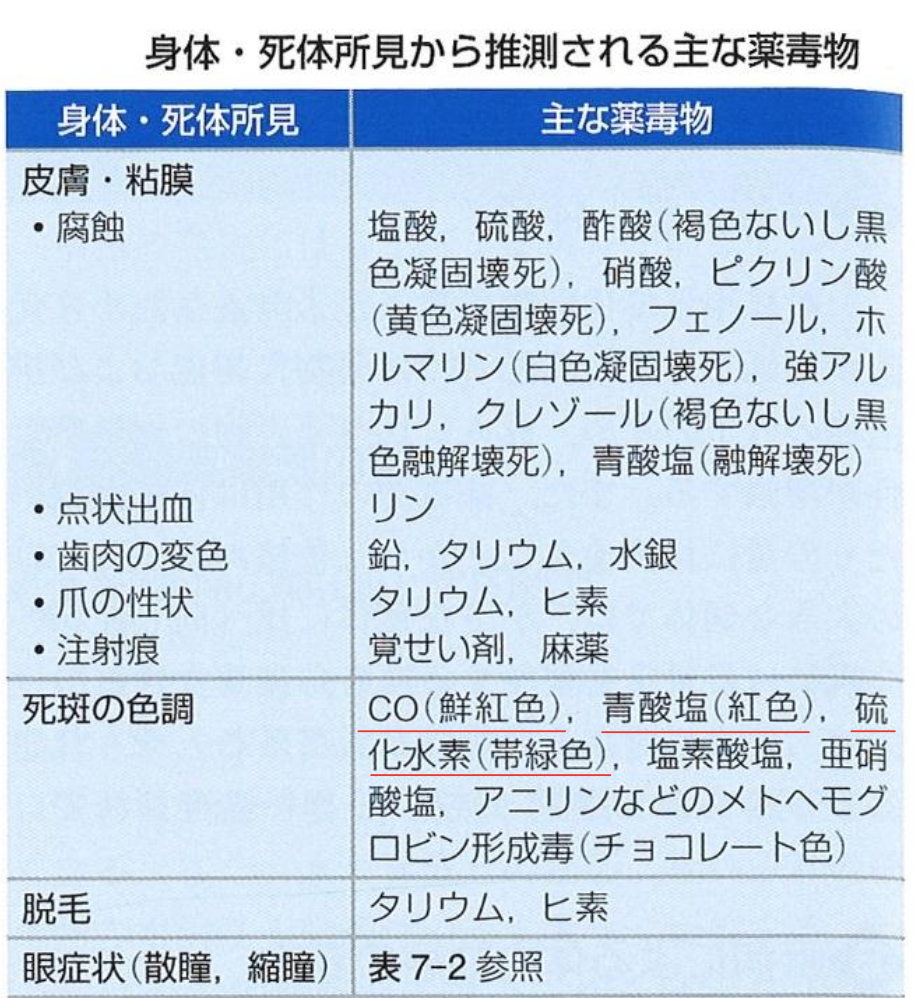 身体・死体所見から推測される主な薬毒物
身体・死体所見 主な薬毒物
皮膚・粘膜
・腐蝕 塩酸，硫酸，酢酸（褐色ないし黒
色凝固壊死），硝酸，ピクリン酸
（黄色凝固壊死），フェノール，ホ
ルマリン（白色凝固壊死），強アル
カリ，クレゾール（褐色ないし黒
色融解壊死），青酸塩（融解壊死）
・点状出血 リン
・歯肉の変色 鉛，タリウム，水銀
・爪の性状 タリウム，ヒ素
・注射痕 覚せい剤，麻薬
死斑の色調 CO（鮮紅色），青酸塩（紅色），硫
化水素（帯緑色），塩素酸塩，亜硝
酸塩，アニリンなどのメトヘモグ
ロビン形成毒（チョコレート色）
脱毛 タリウム，ヒ素
眼症状（散瞳，縮瞳） 表7-2参照